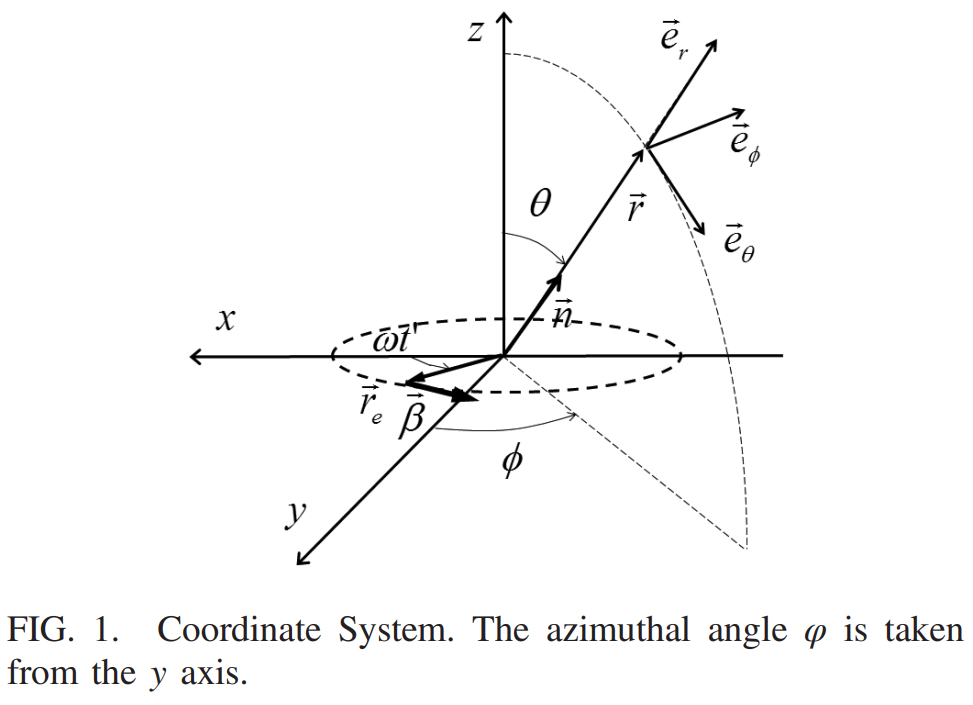 z
e⃗_r
e⃗_ϕ
θ
r⃗
e⃗_θ
x
n⃗
ωt'
r⃗_e
β⃗
ϕ
y
FIG. 1. Coordinate System. The azimuthal angle φ is taken
from the y axis.